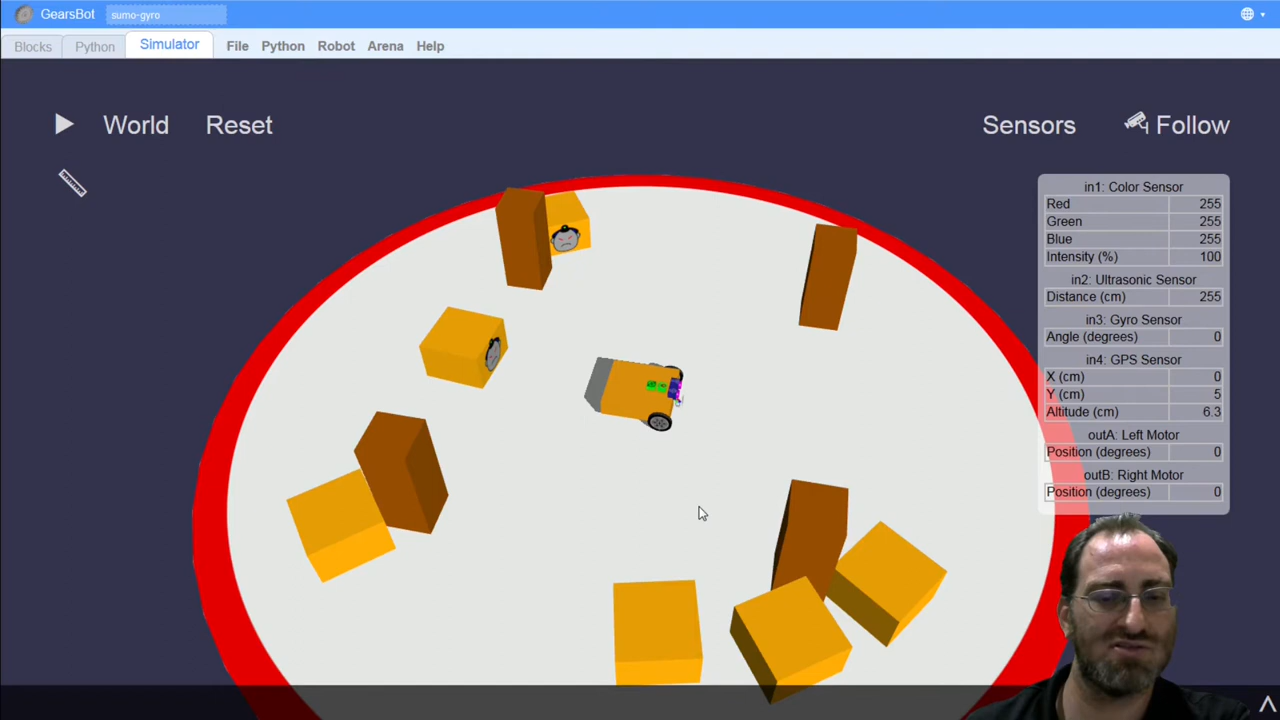 GearsBot sumo-gyro
Blocks Python Simulator File Python Robot Arena Help
World Reset Sensors Follow
in1: Color Sensor
Red 255
Green 255
Blue 255
Intensity (%) 100
in2: Ultrasonic Sensor
Distance (cm) 255
in3: Gyro Sensor
Angle (degrees) 0
in4: GPS Sensor
X (cm) 0
Y (cm) 5
Altitude (cm) 6.3
outA: Left Motor
Position (degrees) 0
outB: Right Motor
Position (degrees) 0